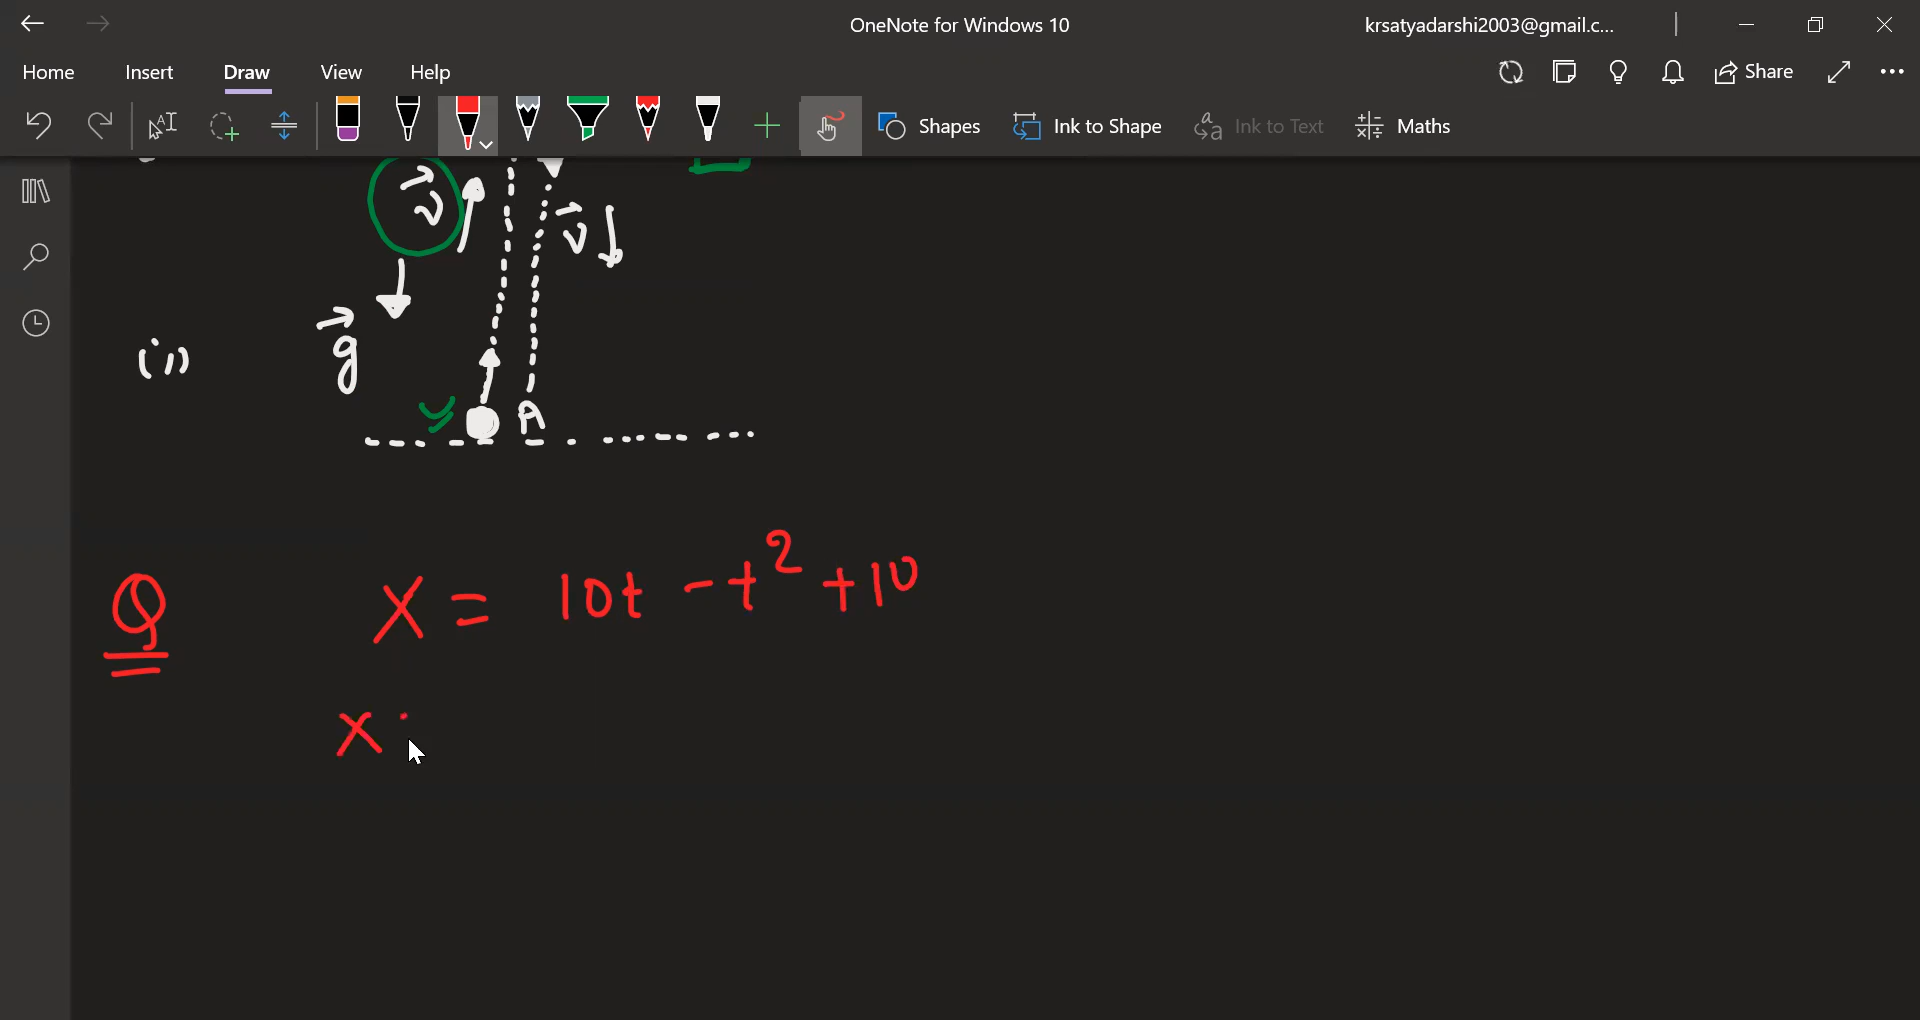 OneNote for Windows 10
krsatyadarshi2003@gmail.c...
Home Insert Draw View Help
Share
Shapes
Ink to Shape
Ink to Text
Maths
v
v
g
(i)
A
Q x = 10t - t² + 10
x